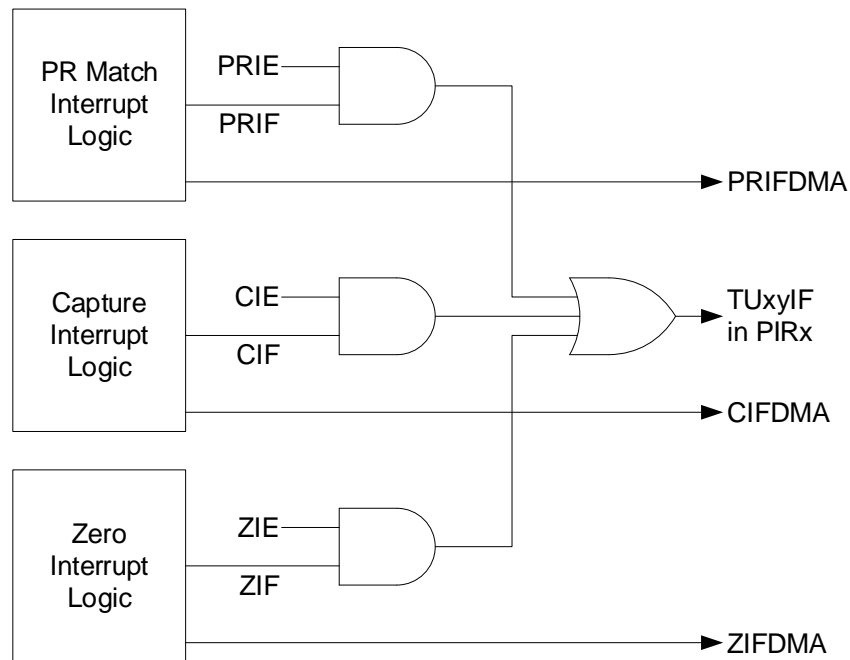 PR Match
Interrupt
Logic
PRIE
PRIF
PRIFDMA
Capture
Interrupt
Logic
CIE
CIF
TUxyIF
in PIRx
CIFDMA
Zero
Interrupt
Logic
ZIE
ZIF
ZIFDMA